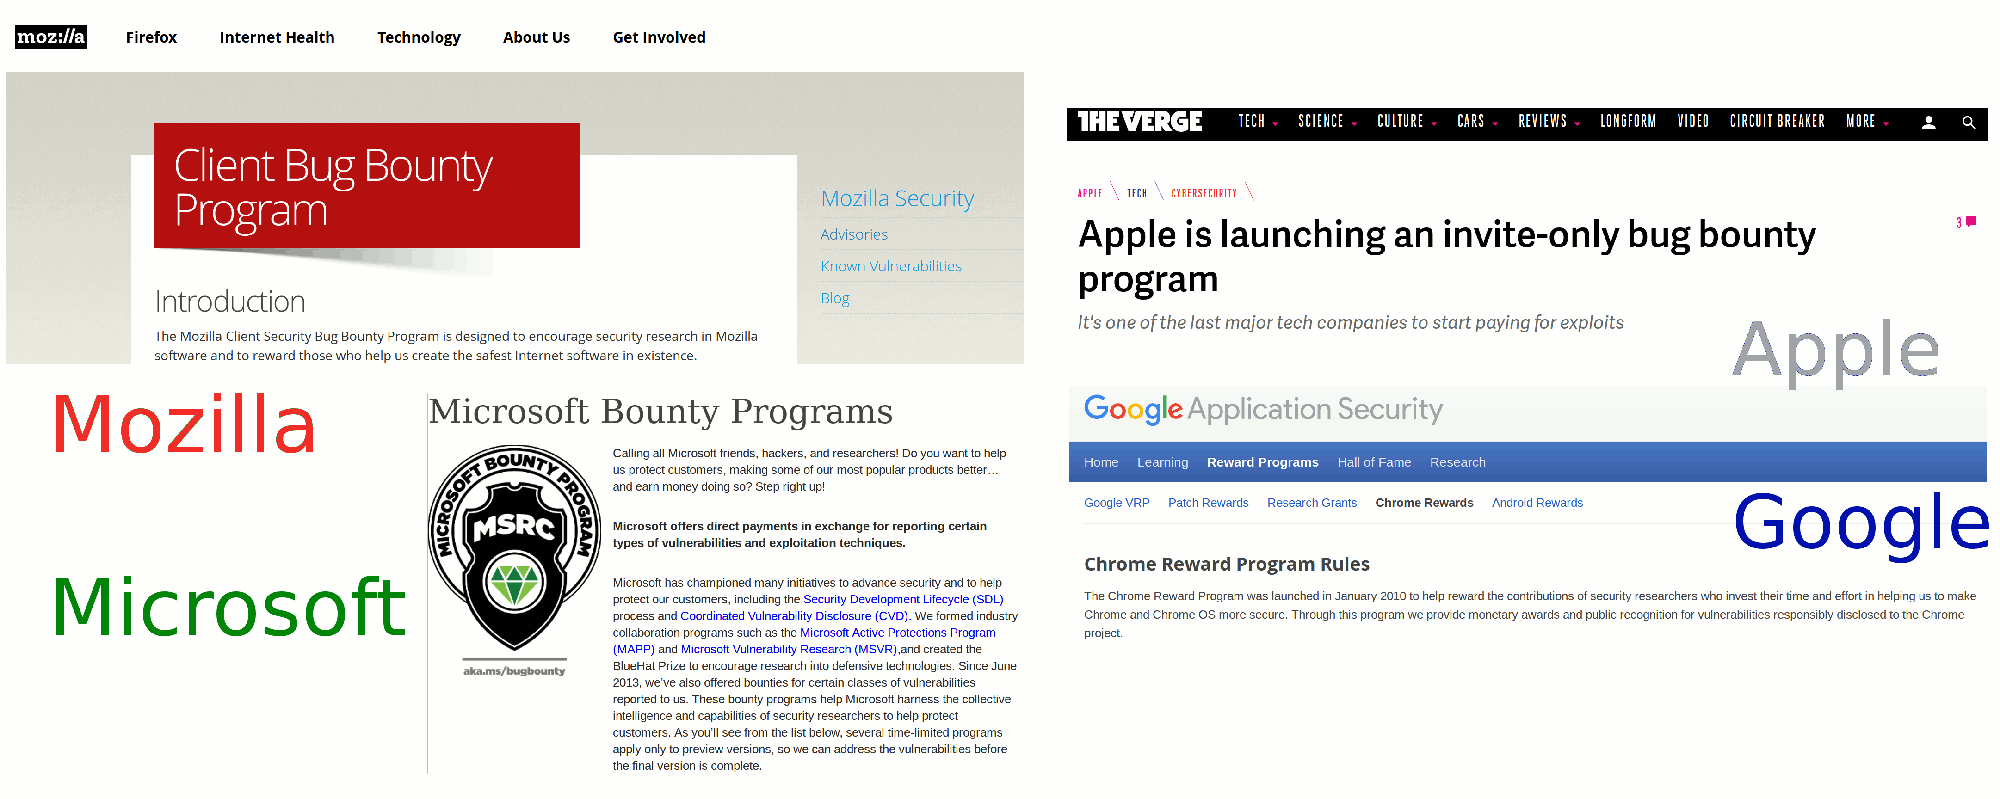 moz://a Firefox Internet Health Technology About Us Get Involved
Client Bug Bounty
Program
Mozilla Security
Advisories
Known Vulnerabilities
Blog
Introduction
The Mozilla Client Security Bug Bounty Program is designed to encourage security research in Mozilla
software and to reward those who help us create the safest Internet software in existence.
Mozilla
Microsoft
Microsoft Bounty Programs
MICROSOFT BOUNTY PROGRAM
MSRC
aka.ms/bugbounty
Calling all Microsoft friends, hackers, and researchers! Do you want to help
us protect customers, making some of our most popular products better…
and earn money doing so? Step right up!
Microsoft offers direct payments in exchange for reporting certain
types of vulnerabilities and exploitation techniques.
Microsoft has championed many initiatives to advance security and to help
protect our customers, including the Security Development Lifecycle (SDL)
process and Coordinated Vulnerability Disclosure (CVD). We formed industry
collaboration programs such as the Microsoft Active Protections Program
(MAPP) and Microsoft Vulnerability Research (MSVR),and created the
BlueHat Prize to encourage research into defensive technologies. Since June
2013, we've also offered bounties for certain classes of vulnerabilities
reported to us. These bounty programs help Microsoft harness the collective
intelligence and capabilities of security researchers to help protect
customers. As you'll see from the list below, several time-limited programs
apply only to preview versions, so we can address the vulnerabilities before
the final version is complete.
THE VERGE TECH SCIENCE CULTURE CARS REVIEWS LONGFORM VIDEO CIRCUIT BREAKER MORE
APPLE TECH CYBERSECURITY
Apple is launching an invite-only bug bounty
program
3
It's one of the last major tech companies to start paying for exploits
Apple
Google Application Security
Home Learning Reward Programs Hall of Fame Research
Google VRP Patch Rewards Research Grants Chrome Rewards Android Rewards
Google
Chrome Reward Program Rules
The Chrome Reward Program was launched in January 2010 to help reward the contributions of security researchers who invest their time and effort in helping us to make
Chrome and Chrome OS more secure. Through this program we provide monetary awards and public recognition for vulnerabilities responsibly disclosed to the Chrome
project.